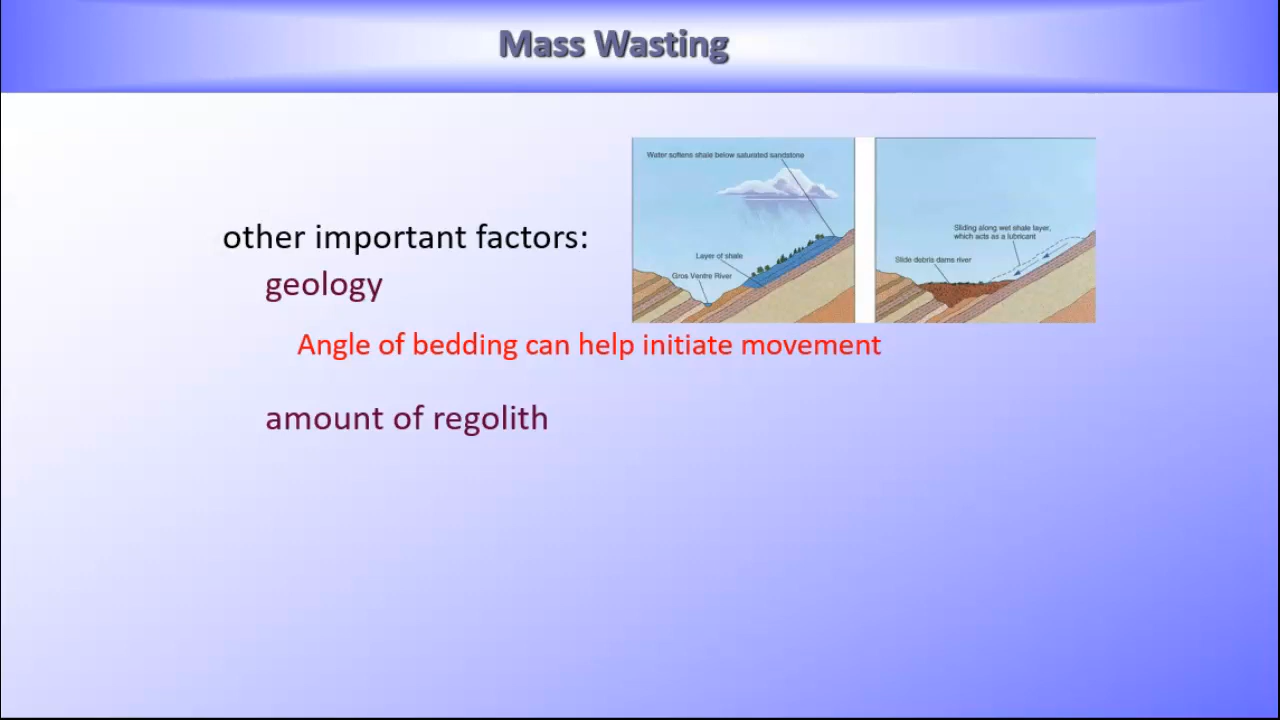 Mass Wasting
Water softens shale below saturated sandstone
Layer of shale
Gros Ventre River
Sliding along wet shale layer,
which acts as a lubricant
Slide debris dams river
other important factors:
geology
Angle of bedding can help initiate movement
amount of regolith